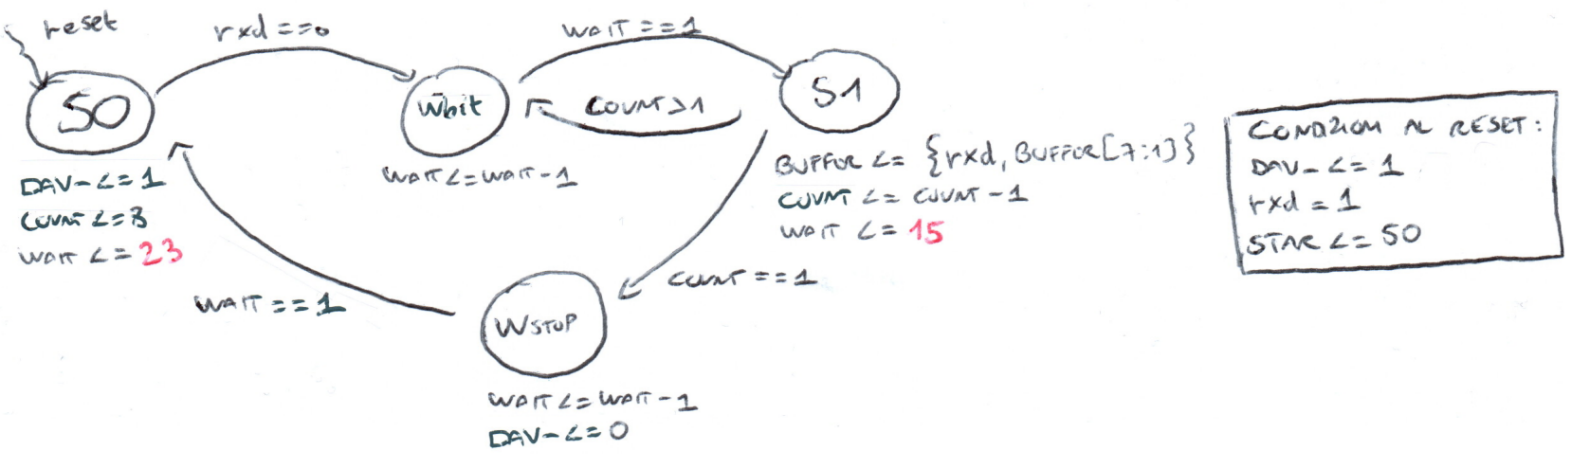 reset
rxd==0
WAIT==1
S0
Wbit
COUNT>1
S1
DAV_<=1
COUNT<=8
WAIT<=23
WAIT<=WAIT-1
BUFFER<={rxd, BUFFER[7:1]}
COUNT<=COUNT-1
WAIT<=15
CONDIZIONI AL RESET:
DAV_<=1
rxd=1
STAR<=S0
WAIT==1
COUNT==1
WSTOP
WAIT<=WAIT-1
DAV_<=0